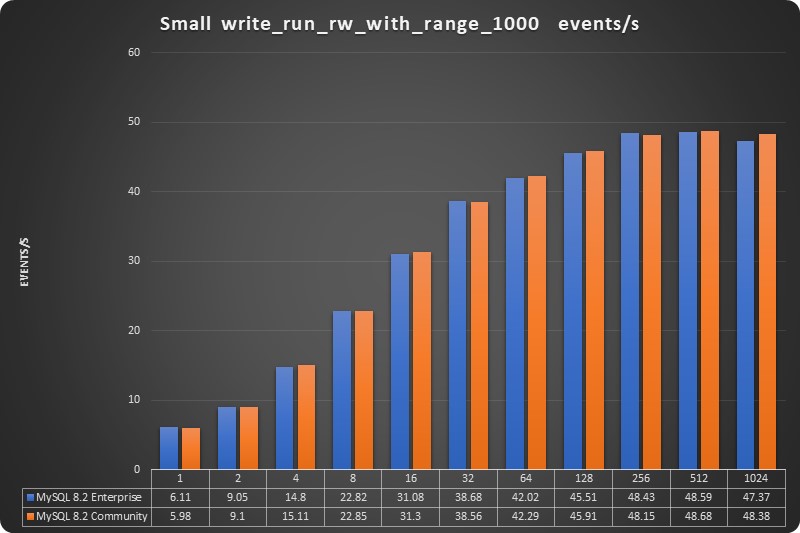 Small write_run_rw_with_range_1000 events/s
60
50
40
30
20
10
0
EVENTS/S
1 2 4 8 16 32 64 128 256 512 1024
MySQL 8.2 Enterprise 6.11 9.05 14.8 22.82 31.08 38.68 42.02 45.51 48.43 48.59 47.37
MySQL 8.2 Community 5.98 9.1 15.11 22.85 31.3 38.56 42.29 45.91 48.15 48.68 48.38